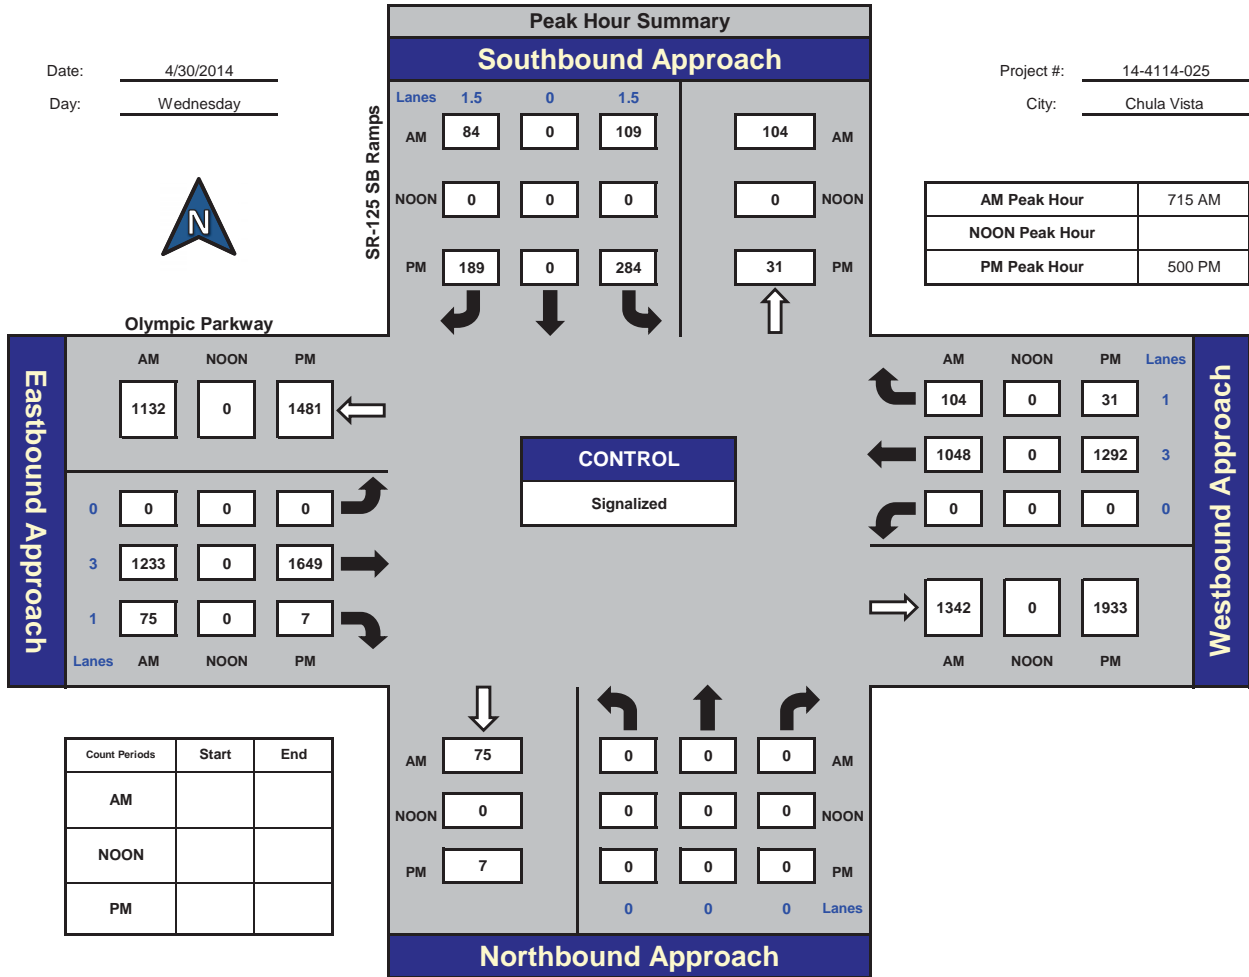 Peak Hour Summary
Southbound Approach
Date: 4/30/2014
Day: Wednesday
Project #: 14-4114-025
City: Chula Vista
N
SR-125 SB Ramps
Lanes 1.5 0 1.5
AM 84 0 109 104 AM
NOON 0 0 0 0 NOON
PM 189 0 284 31 PM
AM Peak Hour 715 AM
NOON Peak Hour
PM Peak Hour 500 PM
Olympic Parkway
Eastbound Approach
AM NOON PM
1132 0 1481
0 0 0 0
3 1233 0 1649
1 75 0 7
Lanes AM NOON PM
CONTROL
Signalized
AM NOON PM Lanes
104 0 31 1
1048 0 1292 3
0 0 0 0
1342 0 1933
AM NOON PM
Westbound Approach
Count Periods Start End
AM
NOON
PM
AM 75 0 0 0 AM
NOON 0 0 0 0 NOON
PM 7 0 0 0 PM
0 0 0 Lanes
Northbound Approach